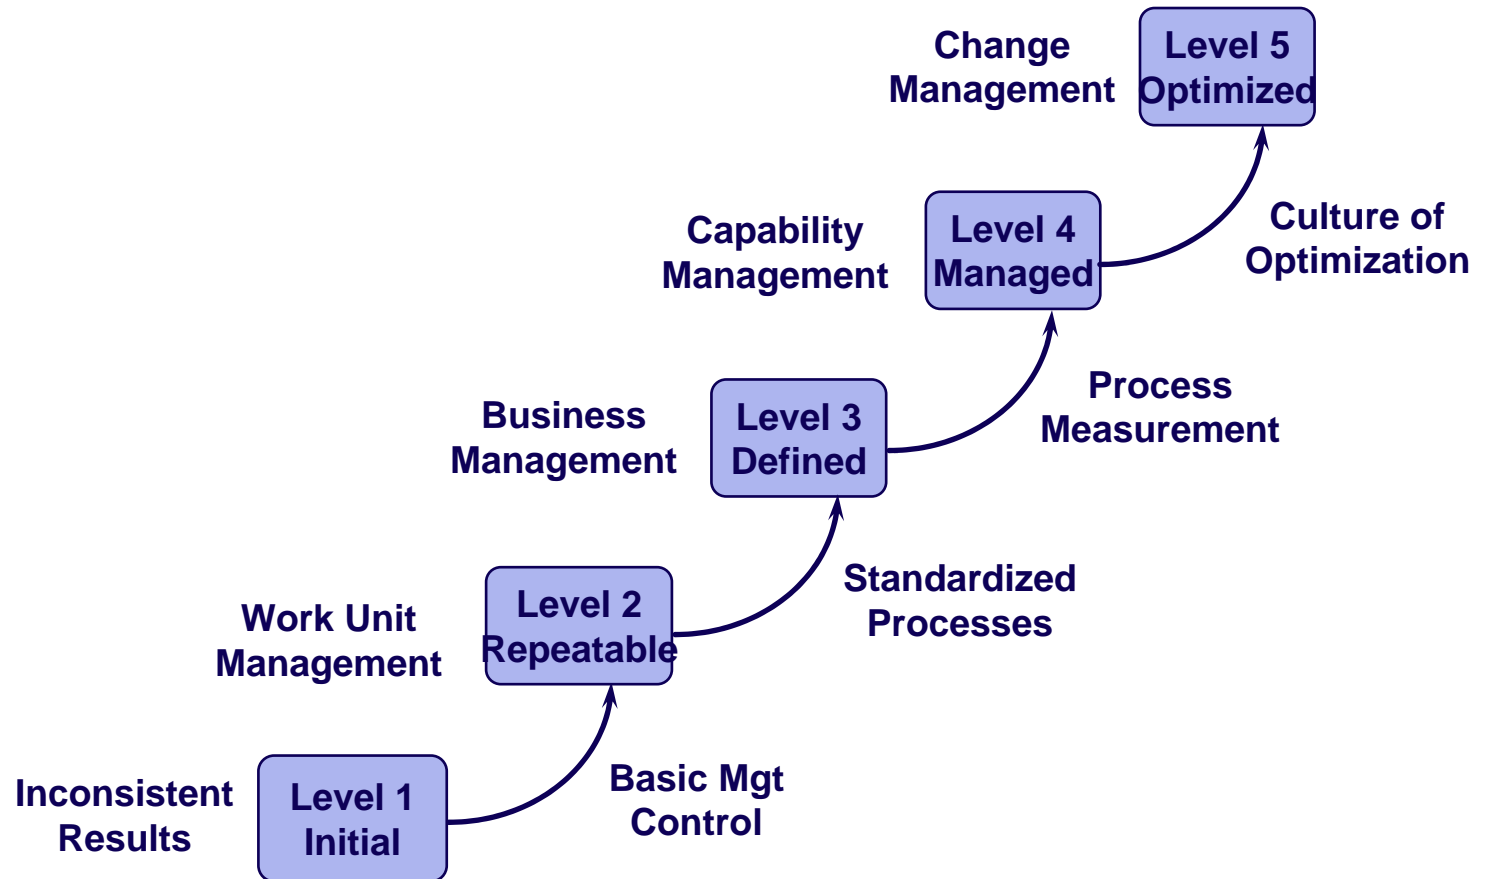 Change
Management
Level 5
Optimized
Capability
Management
Level 4
Managed
Culture of
Optimization
Business
Management
Level 3
Defined
Process
Measurement
Work Unit
Management
Level 2
Repeatable
Standardized
Processes
Inconsistent
Results
Level 1
Initial
Basic Mgt
Control